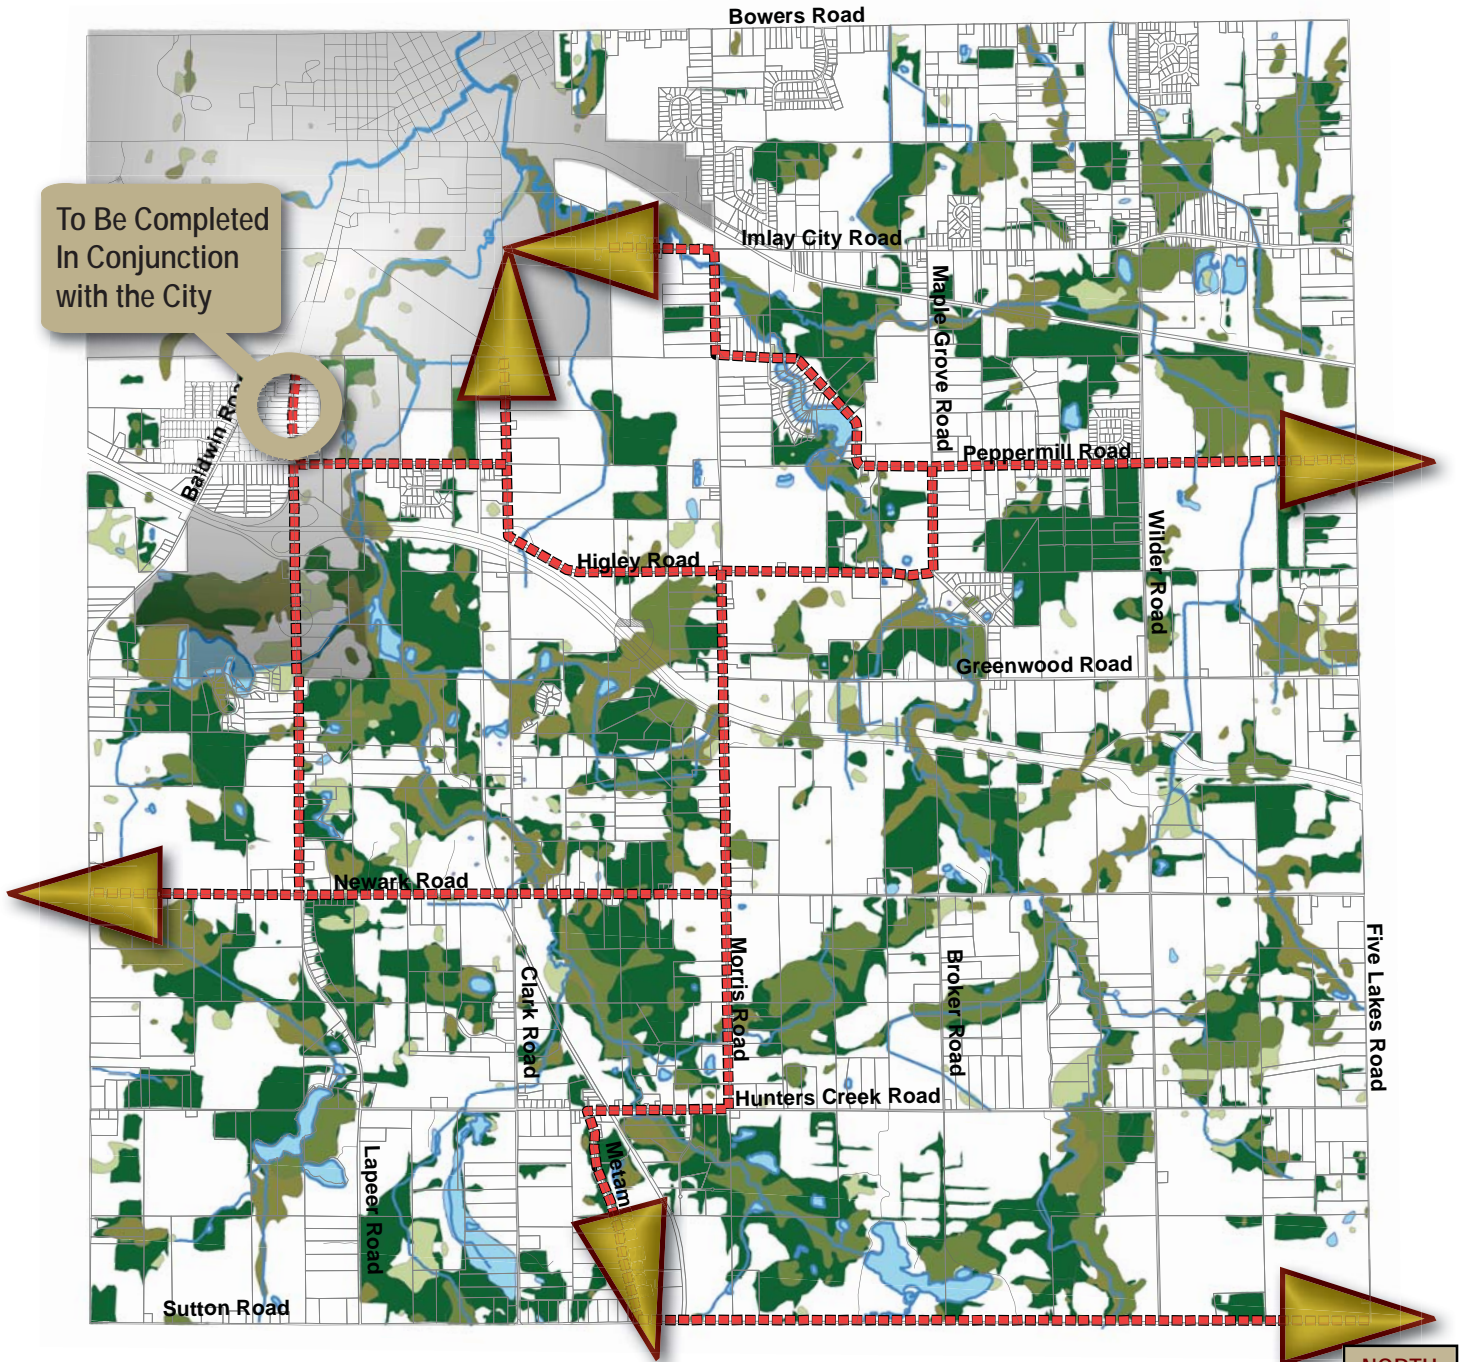 Bowers Road
To Be Completed
In Conjunction
with the City
Imlay City Road
Maple Grove Road
Baldwin
Peppermill Road
Wilder Road
Higley Road
Greenwood Road
Newark Road
Clark Road
Morris Road
Broker Road
Five Lakes Road
Hunters Creek Road
Metam
Lapeer Road
Sutton Road
NORTH